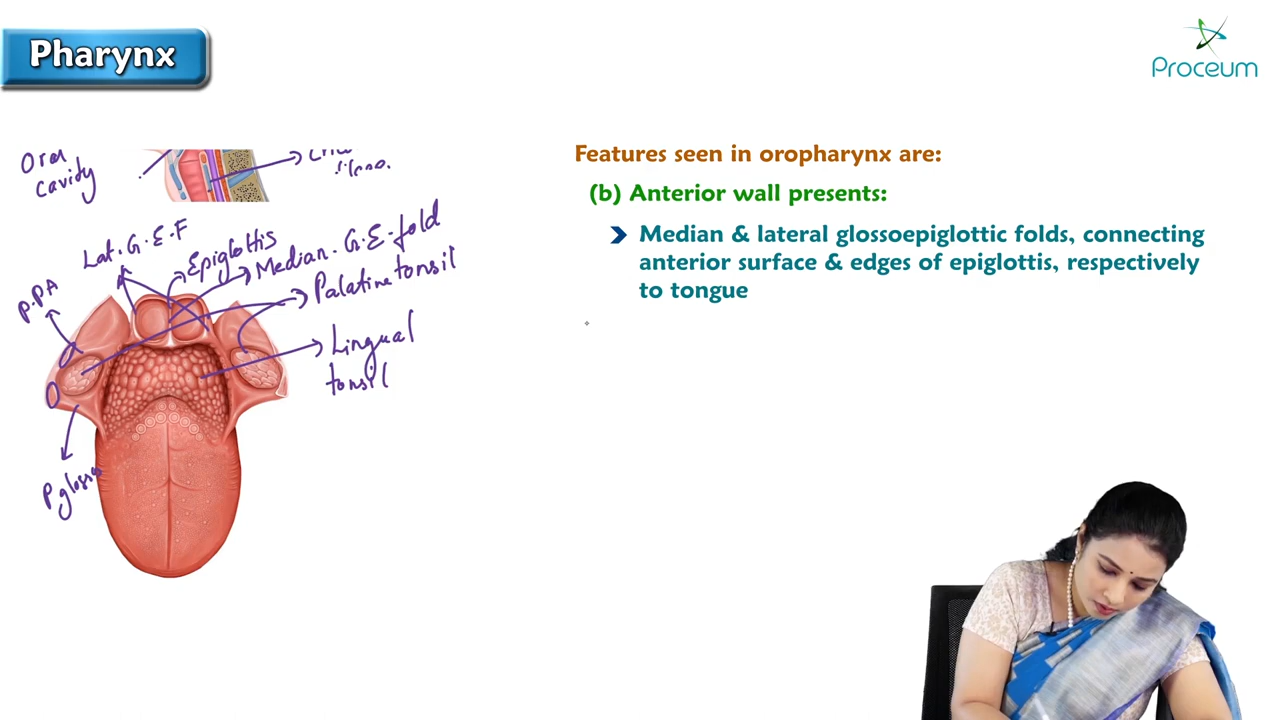 Pharynx
Proceum
Oral
cavity
Features seen in oropharynx are:
(b) Anterior wall presents:
Median & lateral glossoepiglottic folds, connecting
anterior surface & edges of epiglottis, respectively
to tongue
Lat. G.E.F
Epiglottis
Median. G.E-fold
Palatine tonsil
P.PA
Lingual
tonsil